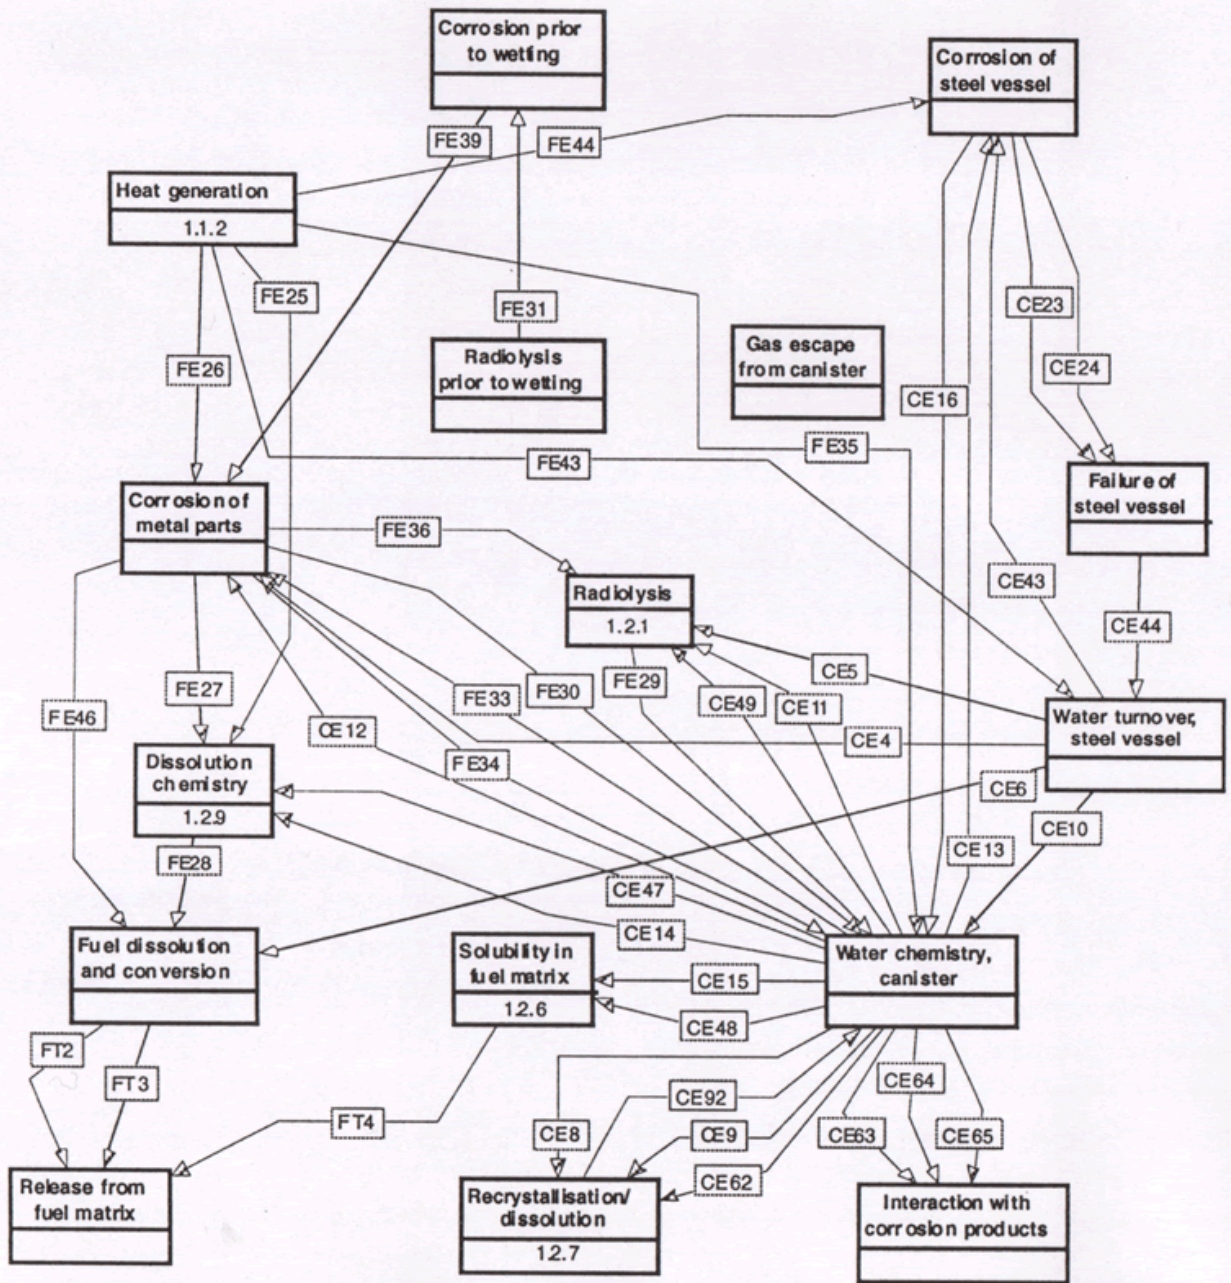 Corrosion prior
to wetting
Corrosion of
steel vessel
FE39
FE44
Heat generation
1.1.2
FE25
FE31
CE23
FE26
Radiolysis
prior to wetting
Gas escape
from canister
CE24
CE16
FE43
FE35
Corrosion of
metal parts
Failure of
steel vessel
FE36
Radiolysis
1.2.1
CE43
CE44
FE27
FE33
FE30
FE29
CE49
CE11
CE5
FE46
CE12
FE34
CE4
Water turnover,
steel vessel
Dissolution
chemistry
1.2.9
CE6
CE10
CE13
FE28
CE47
CE14
Fuel dissolution
and conversion
Solubility in
fuel matrix
1.2.6
CE15
CE48
Water chemistry,
canister
FT2
FT3
FT4
CE92
CE64
CE8
CE9
CE63
CE65
CE62
Release from
fuel matrix
Recrystallisation/
dissolution
1.2.7
Interaction with
corrosion products